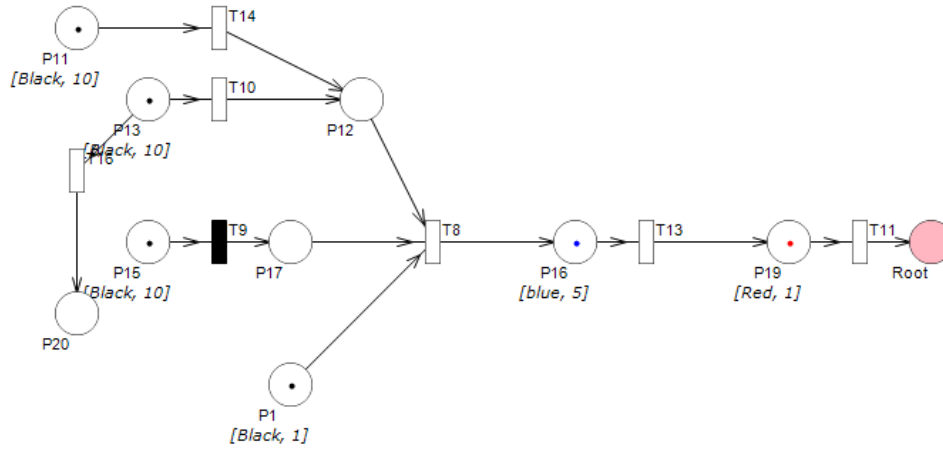 T14
P11
[Black, 10]
T10
P13
[Black, 10]
P12
T16
T9
T8
T13
T11
P15
[Black, 10]
P17
P16
[blue, 5]
P19
[Red, 1]
Root
P20
P1
[Black, 1]